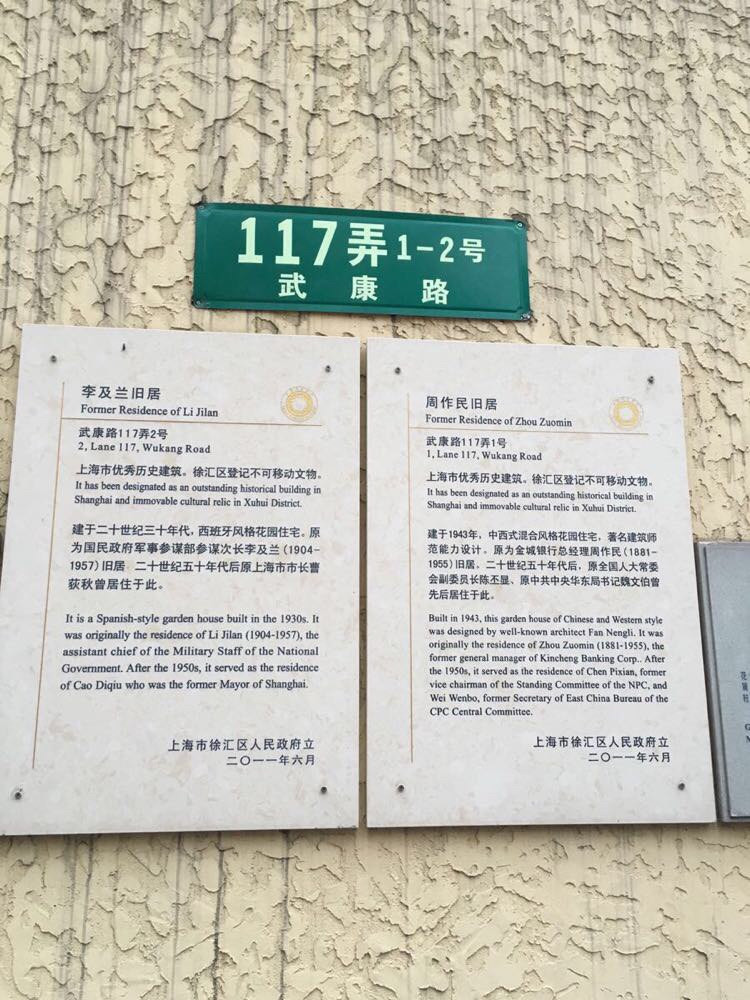 117弄1-2号
武康路
李及兰旧居
Former Residence of Li Jilan
武康路117弄2号
2, Lane 117, Wukang Road
上海市优秀历史建筑。徐汇区登记不可移动文物。
It has been designated as an outstanding historical building in
Shanghai and immovable cultural relic in Xuhui District.
建于二十世纪三十年代，西班牙风格花园住宅。原
为国民政府军事参谋部参谋次长李及兰(1904-
1957)旧居。二十世纪五十年代后原上海市市长曹
荻秋曾居住于此。
It is a Spanish-style garden house built in the 1930s. It
was originally the residence of Li Jilan (1904-1957), the
assistant chief of the Military Staff of the National
Government. After the 1950s, it served as the residence
of Cao Diqiu who was the former Mayor of Shanghai.
上海市徐汇区人民政府立
二〇一一年六月
周作民旧居
Former Residence of Zhou Zuomin
武康路117弄1号
1, Lane 117, Wukang Road
上海市优秀历史建筑。徐汇区登记不可移动文物。
It has been designated as an outstanding historical building in
Shanghai and immovable cultural relic in Xuhui District.
建于1943年，中西式混合风格花园住宅，著名建筑师
范能力设计。原为金城银行总经理周作民(1881-
1955)旧居。二十世纪五十年代后，原全国人大常委
会副委员长陈丕显、原中共中央华东局书记魏文伯曾
先后居住于此。
Built in 1943, this garden house of Chinese and Western style
was designed by well-known architect Fan Nengli. It was
originally the residence of Zhou Zuomin (1881-1955), the
former general manager of Kincheng Banking Corp.. After
the 1950s, it served as the residence of Chen Pixian, former
vice chairman of the Standing Committee of the NPC, and
Wei Wenbo, former Secretary of East China Bureau of the
CPC Central Committee.
上海市徐汇区人民政府立
二〇一一年六月